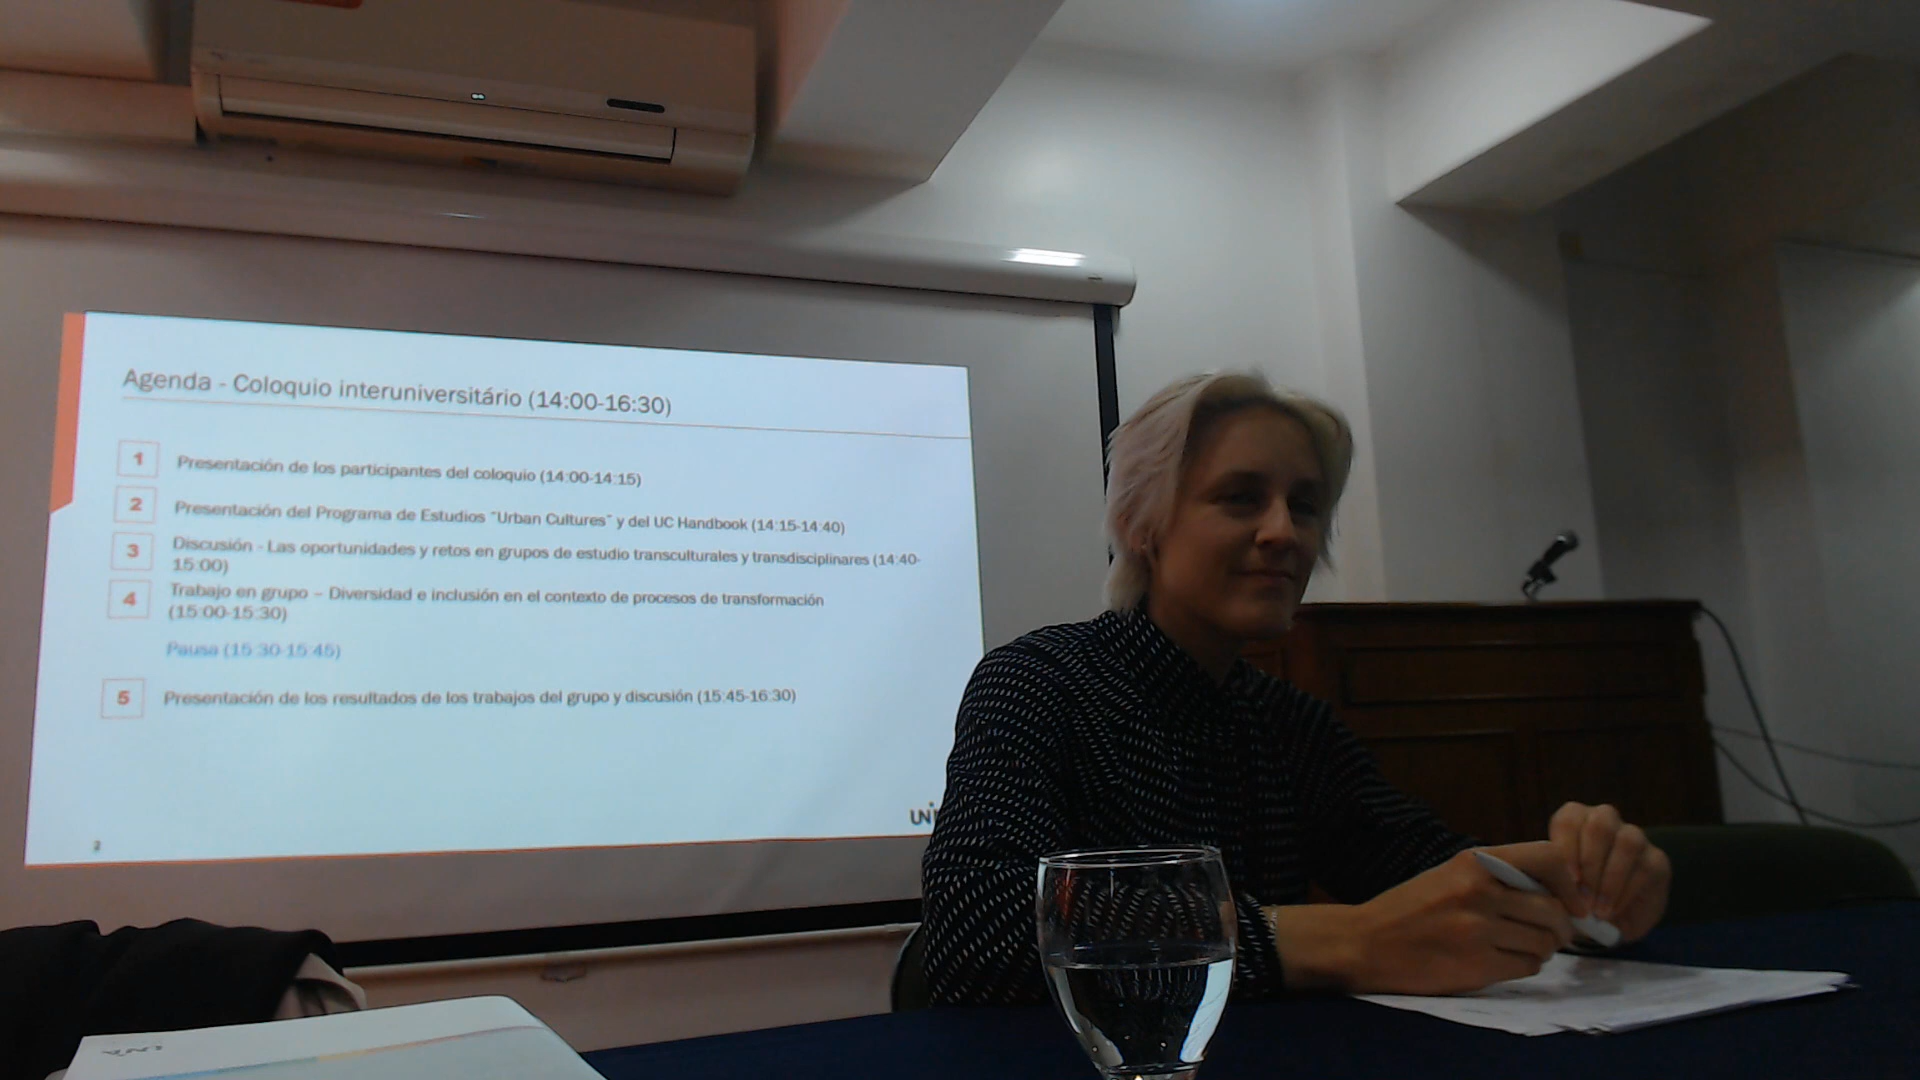 Agenda - Coloquio interuniversitário (14:00-16:30)
1
Presentación de los participantes del coloquio (14:00-14:15)
2
Presentación del Programa de Estudios "Urban Cultures" y del UC Handbook (14:15-14:40)
3
Discusión - Las oportunidades y retos en grupos de estudio transculturales y transdisciplinares (14:40-
15:00)
4
Trabajo en grupo – Diversidad e inclusión en el contexto de procesos de transformación
(15:00-15:30)
Pausa (15:30-15:45)
5
Presentación de los resultados de los trabajos del grupo y discusión (15:45-16:30)
2